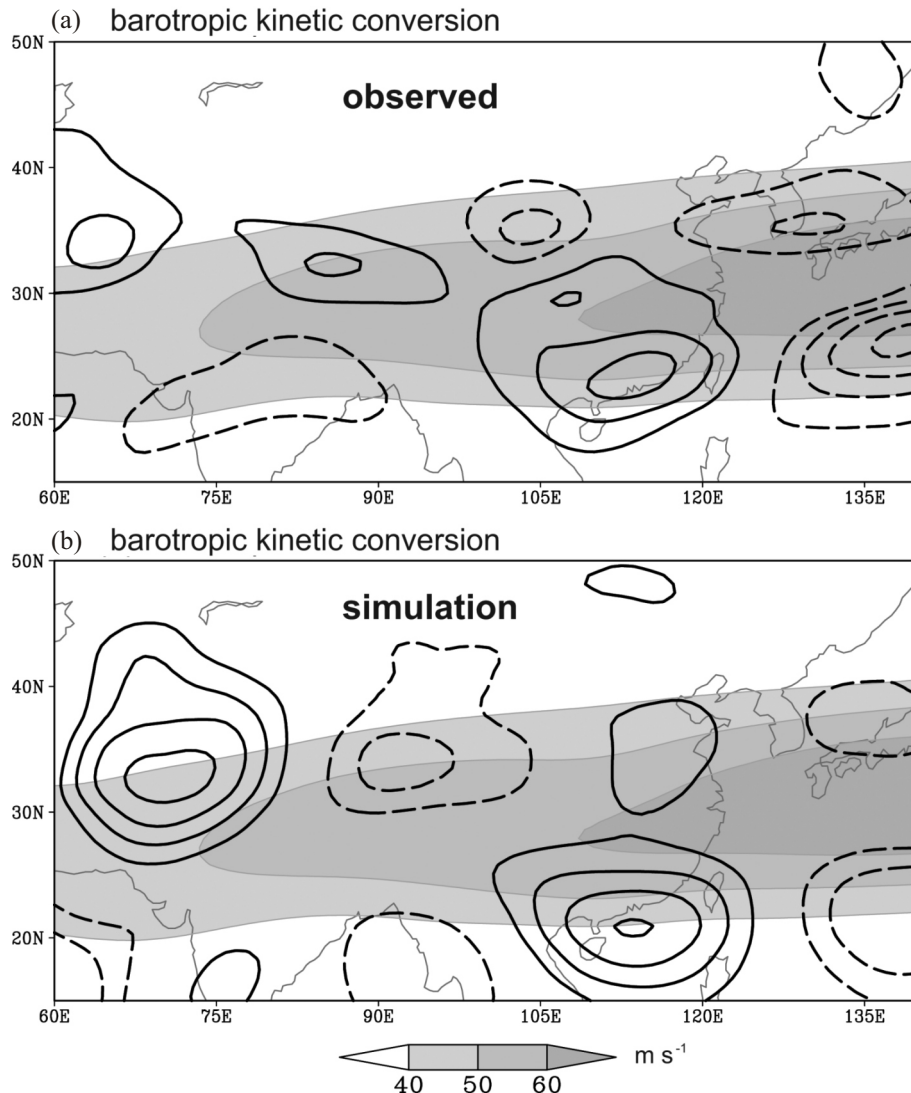 (a) barotropic kinetic conversion
50N
observed
40N
30N
20N
60E 75E 90E 105E 120E 135E
(b) barotropic kinetic conversion
50N
simulation
40N
30N
20N
60E 75E 90E 105E 120E 135E
m s⁻¹
40 50 60